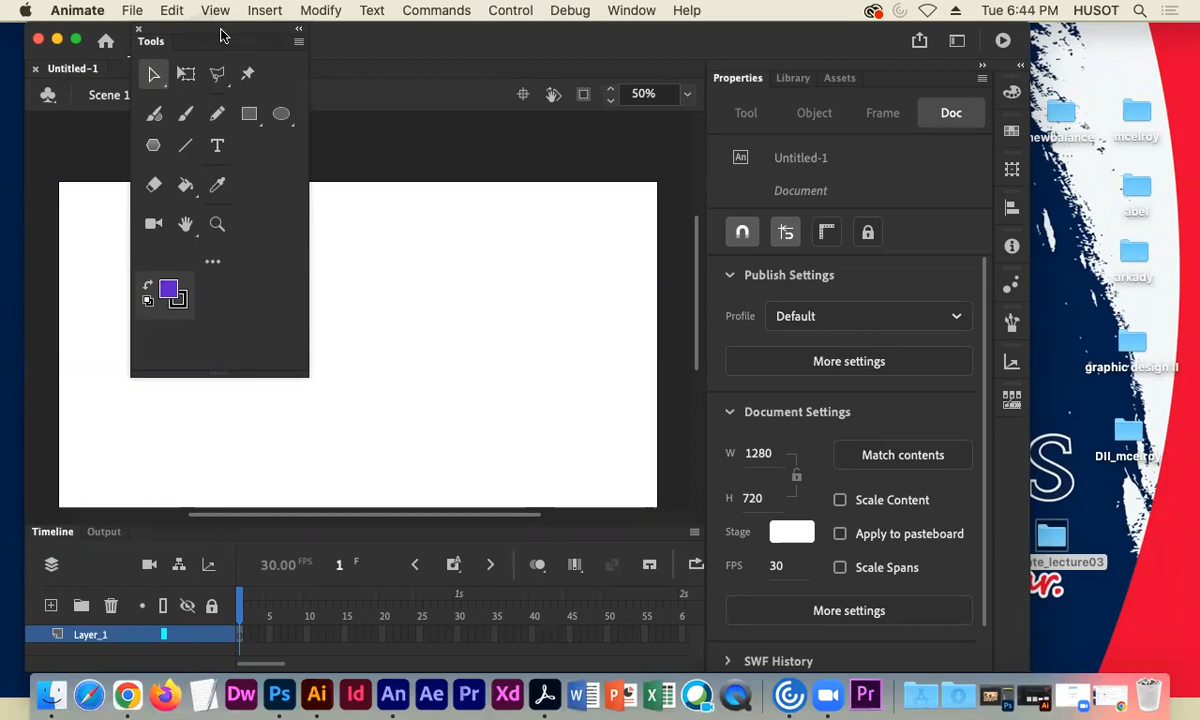 Animate File Edit View Insert Modify Text Commands Control Debug Window Help Tue 6:44 PM HUSOT
Tools
Untitled-1
Scene 1
50%
Properties Library Assets
Tool Object Frame Doc
An Untitled-1
Document
Publish Settings
Profile Default
More settings
Document Settings
W 1280 Match contents
H 720 Scale Content
Stage Apply to pasteboard
FPS 30 Scale Spans
More settings
SWF History
T
Timeline Output
30.00 FPS 1 F
1s 2s
5 10 15 20 25 30 35 40 45 50 55 6
Layer_1
newbalance
mcelroy
abel
arkady
graphic design II
DII_mcelroy
S
ate_lecture03
ar.
Dw Ps Ai Id An Ae Pr Xd W P X Pr